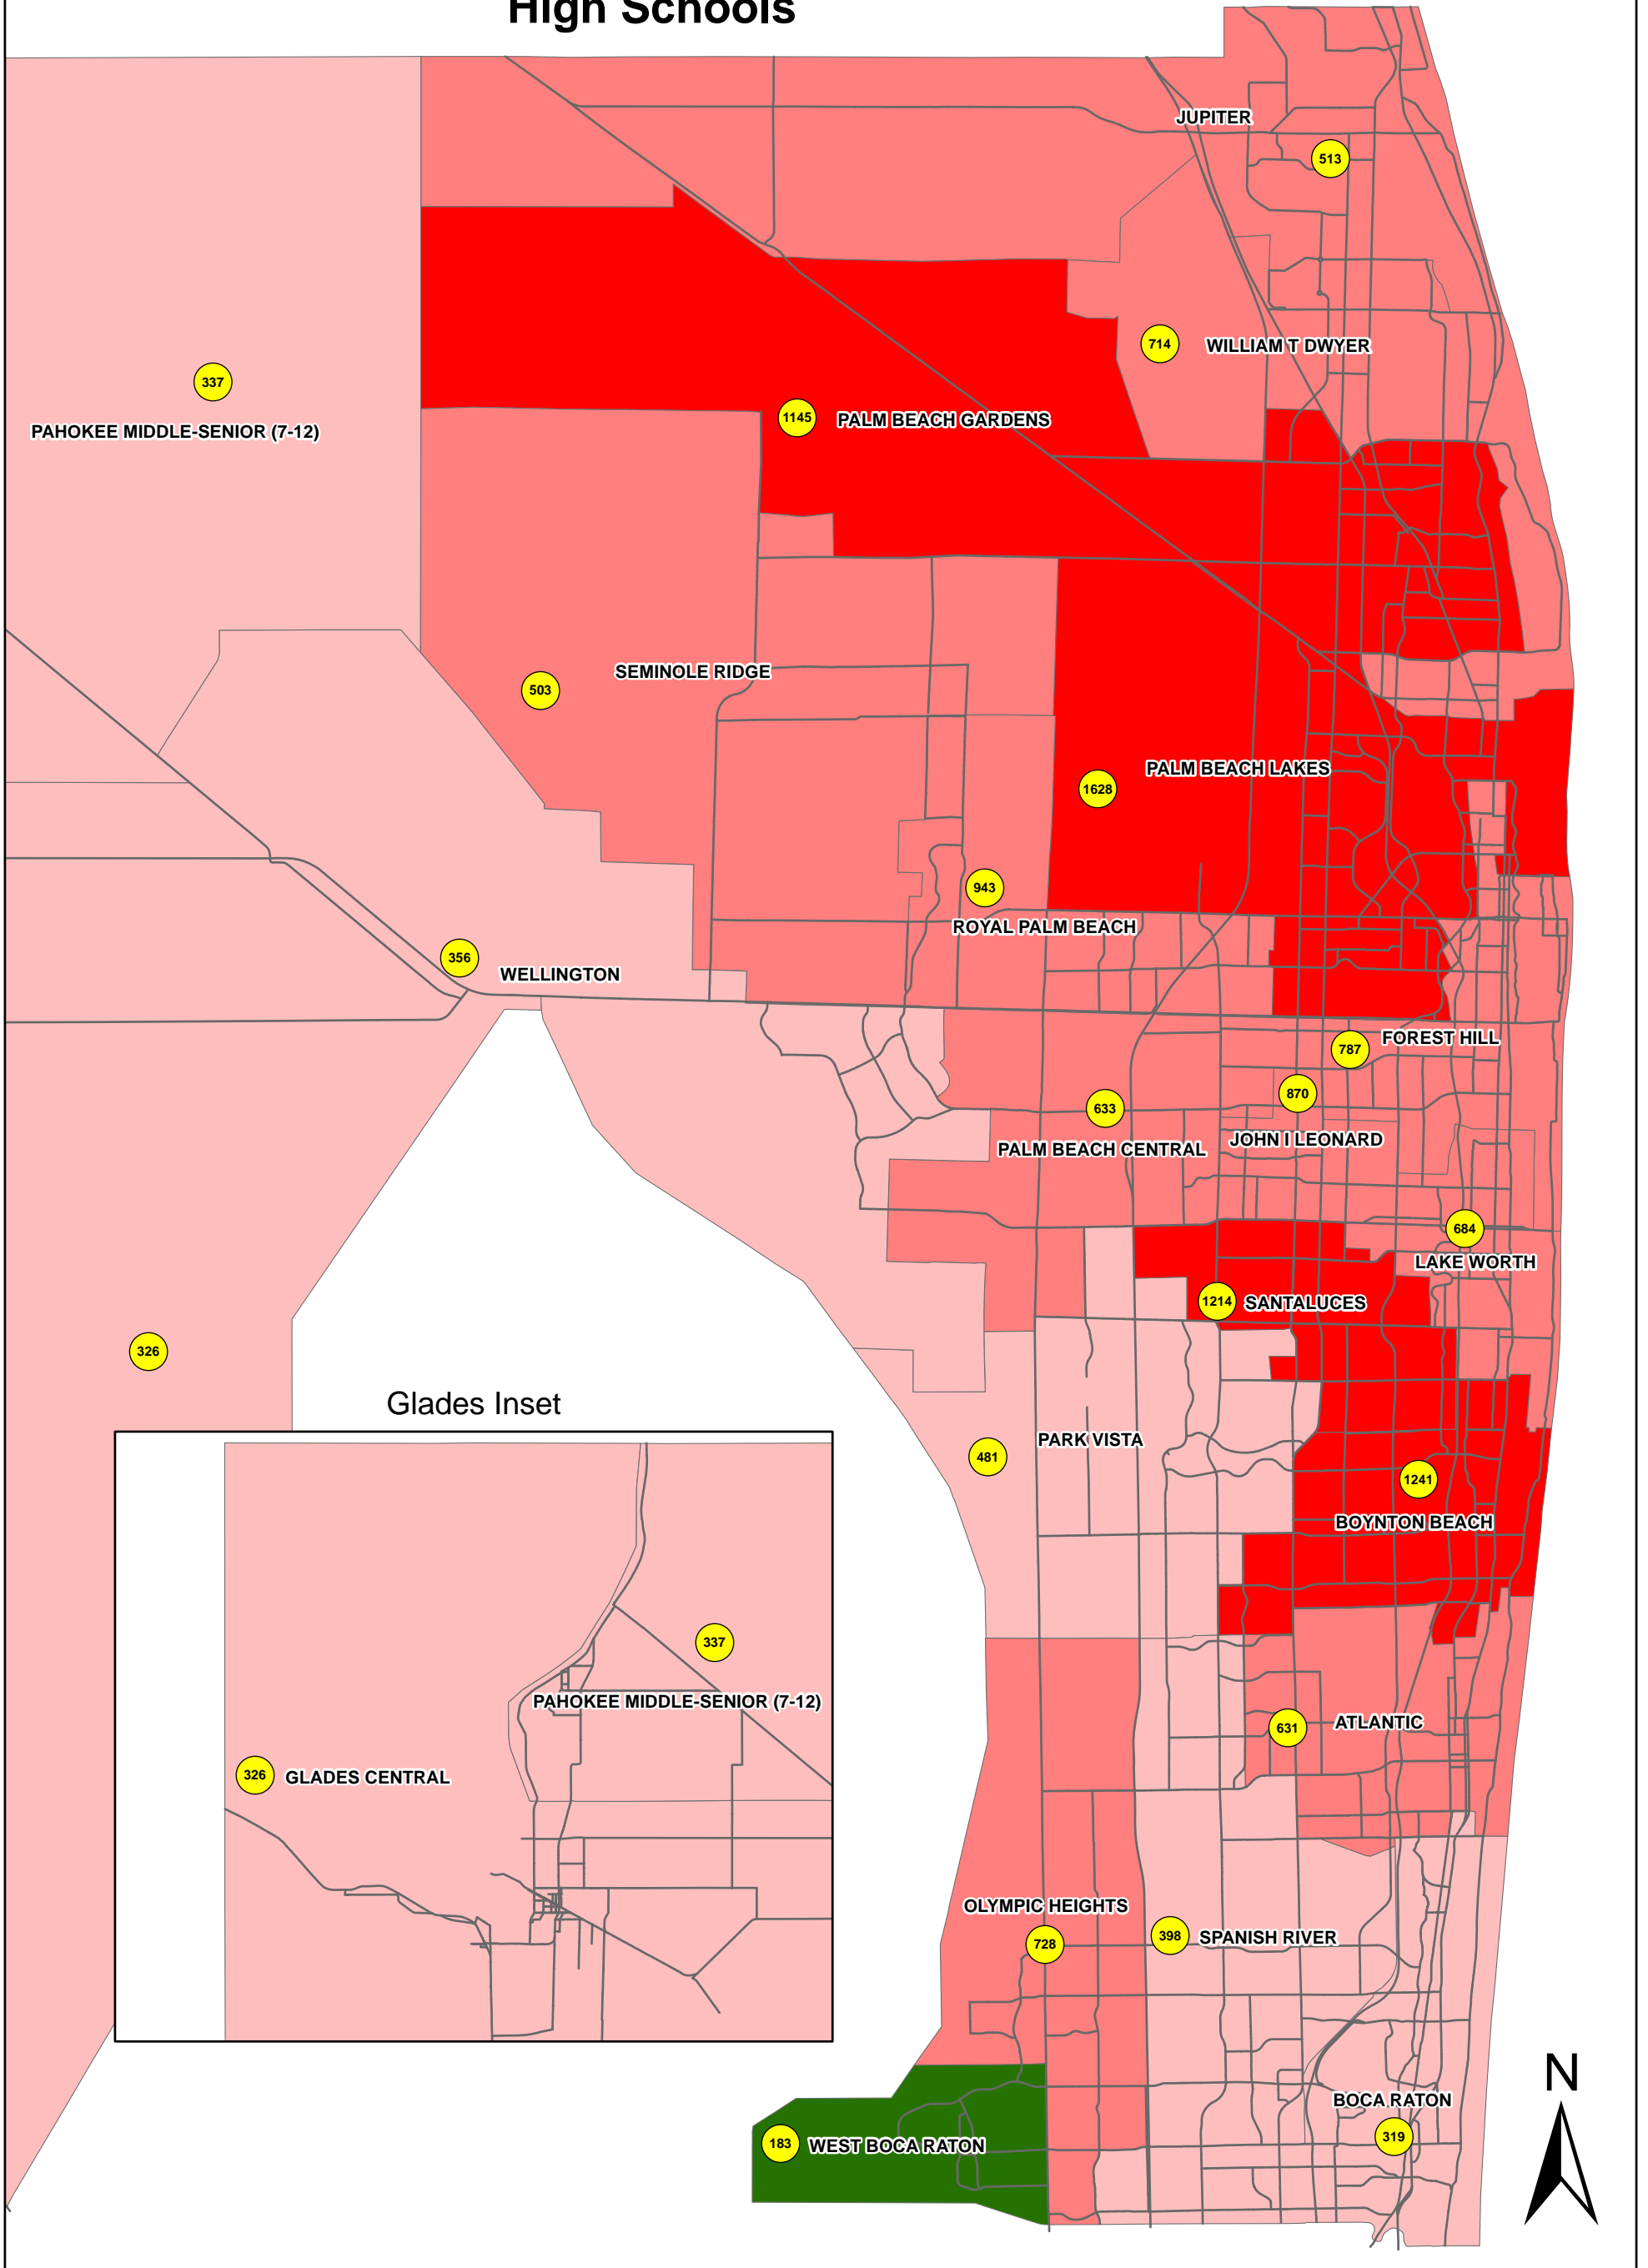 High Schools
JUPITER
513
714
WILLIAM T DWYER
337
PAHOKEE MIDDLE-SENIOR (7-12)
1145
PALM BEACH GARDENS
SEMINOLE RIDGE
503
PALM BEACH LAKES
1628
943
ROYAL PALM BEACH
356
WELLINGTON
FOREST HILL
787
870
633
JOHN I LEONARD
PALM BEACH CENTRAL
684
LAKE WORTH
1214
SANTALUCES
326
Glades Inset
PARK VISTA
481
1241
BOYNTON BEACH
337
PAHOKEE MIDDLE-SENIOR (7-12)
631
ATLANTIC
326
GLADES CENTRAL
OLYMPIC HEIGHTS
728
398
SPANISH RIVER
N
BOCA RATON
319
183
WEST BOCA RATON